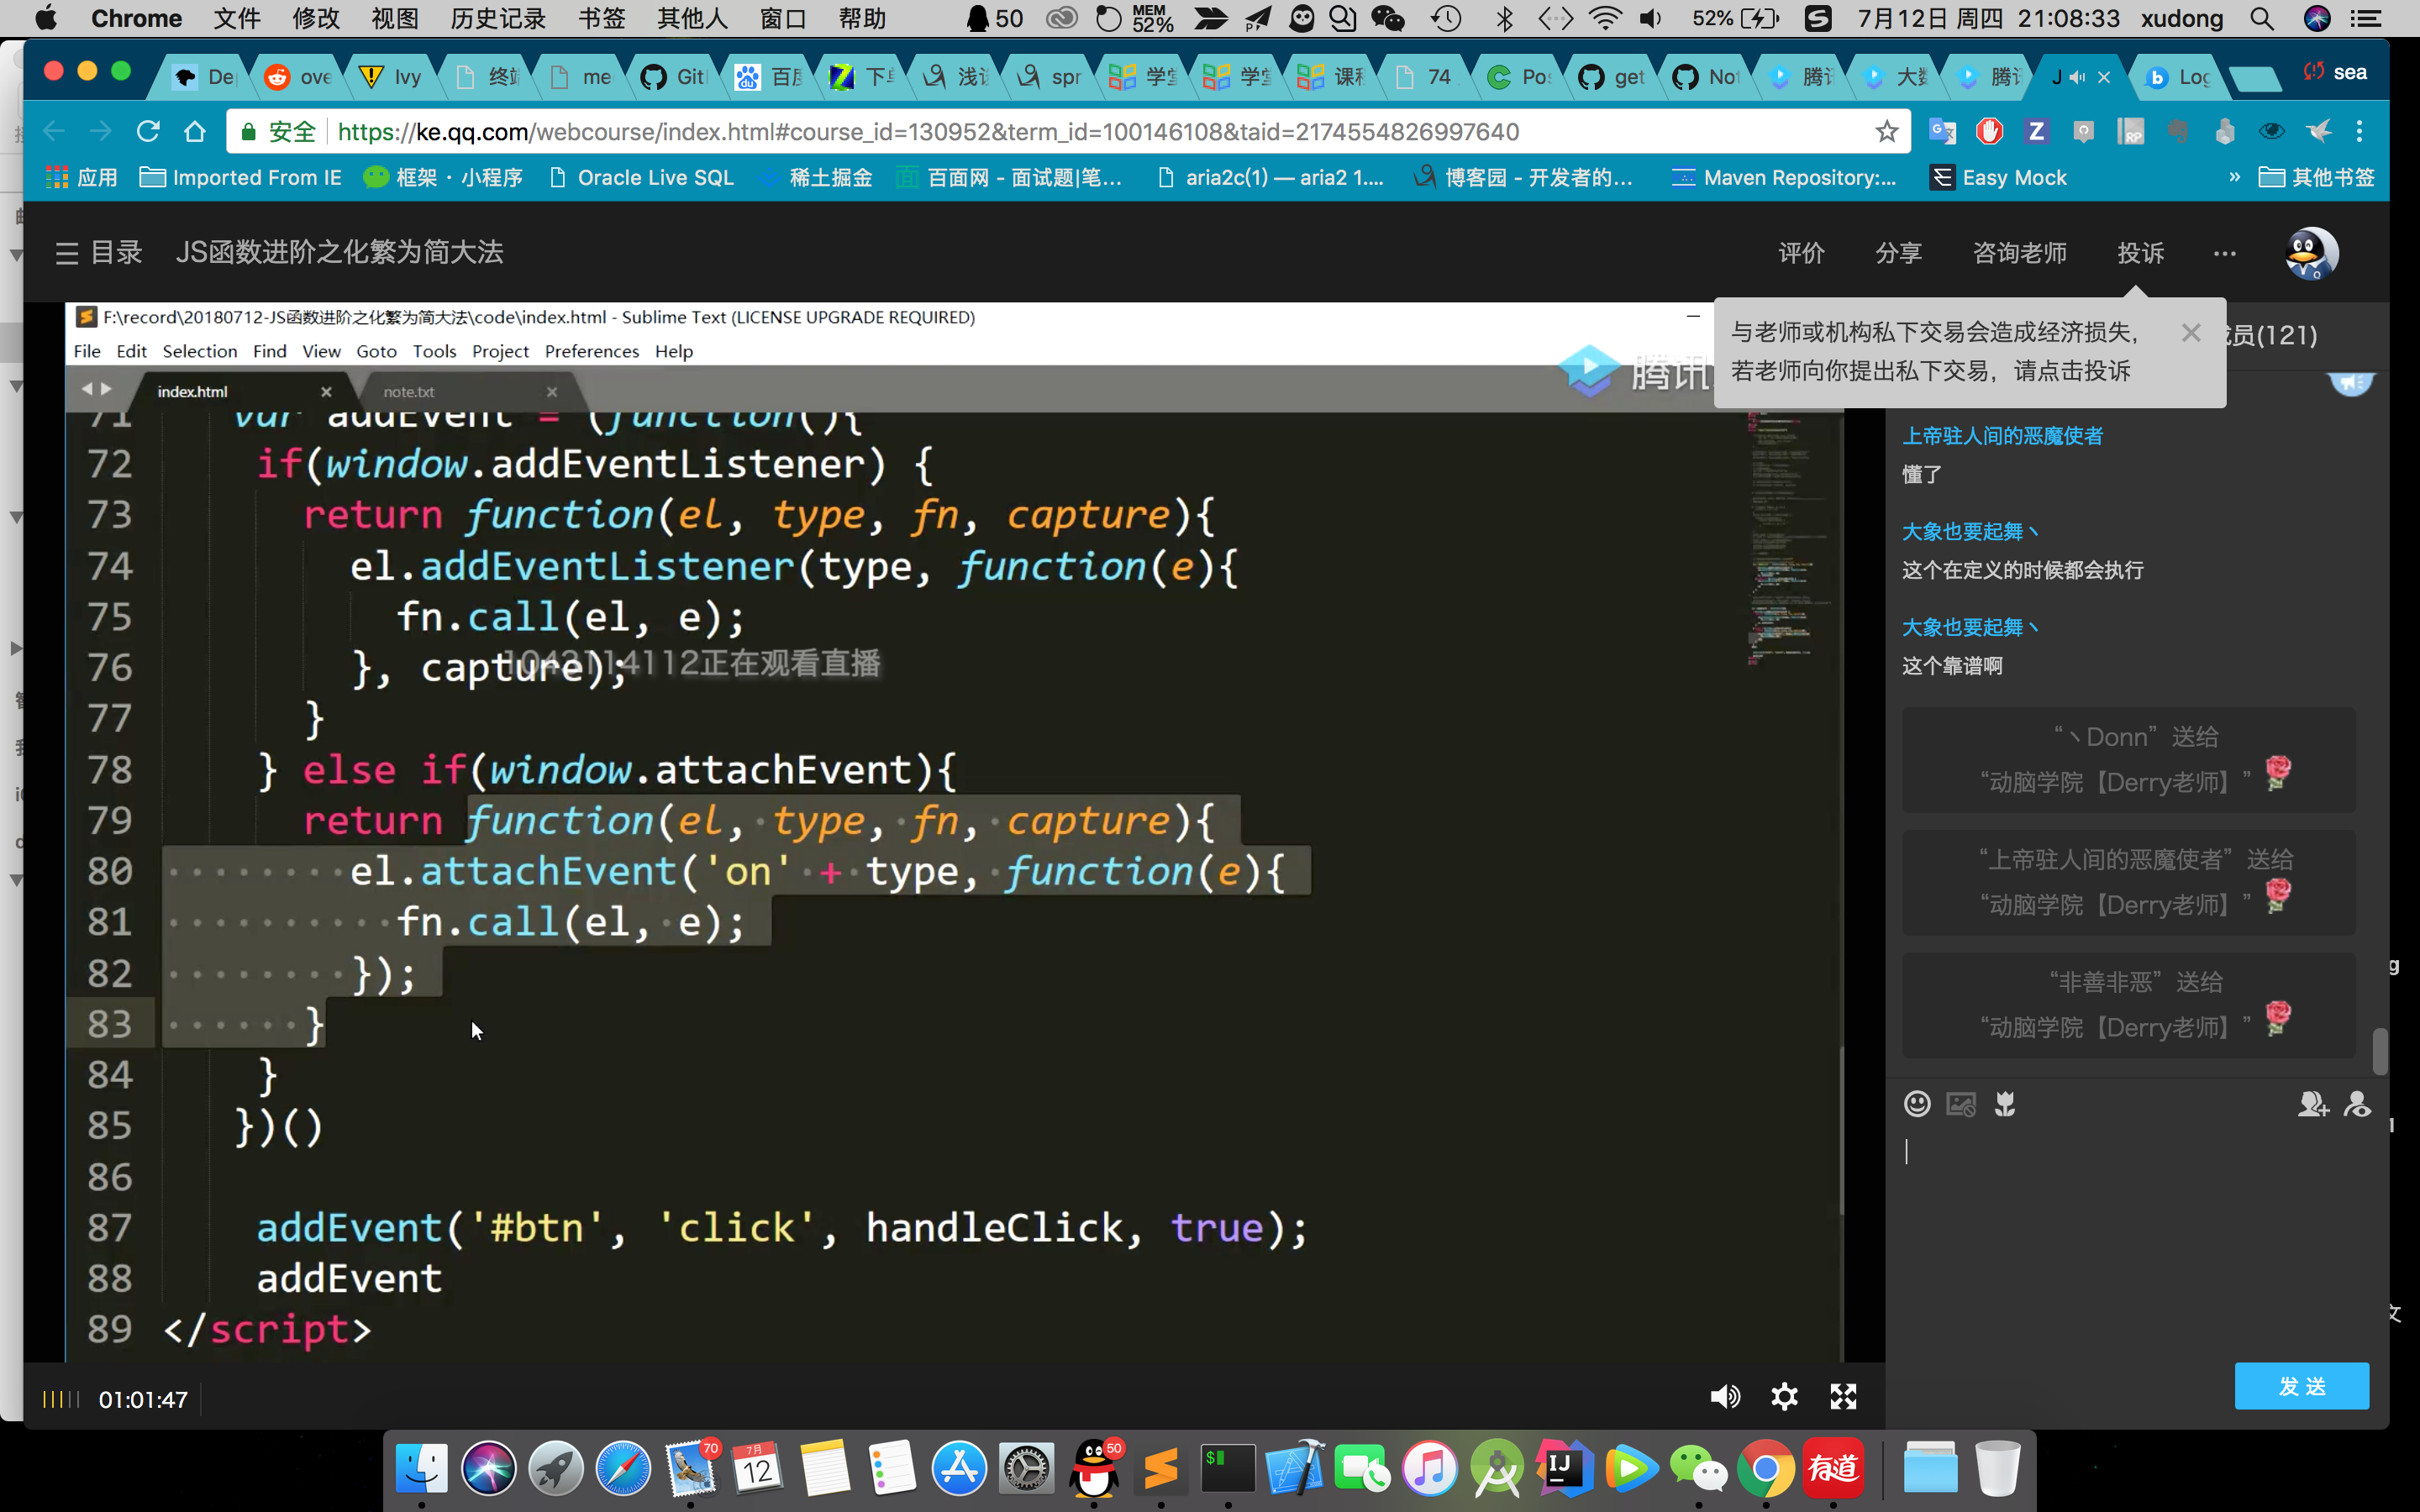 Chrome 文件 修改 视图 历史记录 书签 其他人 窗口 帮助 50 MEM 52% 52% 7月12日 周四 21:08:33 xudong
De ove Ivy 终端 me Git 百度 下单 浅 spr 学堂 学堂 课程 74 Pos get No 腾讯 大数 腾讯 J Log sea
安全 https://ke.qq.com/webcourse/index.html#course_id=130952&term_id=100146108&taid=2174554826997640
应用 Imported From IE 框架 · 小程序 Oracle Live SQL 稀土掘金 百面网 - 面试题|笔... aria2c(1) — aria2 1.... 博客园 - 开发者的... Maven Repository:... Easy Mock » 其他书签
目录 JS函数进阶之化繁为简大法 评价 分享 咨询老师 投诉 ···
F:\record\20180712-JS函数进阶之化繁为简大法\code\index.html - Sublime Text (LICENSE UPGRADE REQUIRED)
File Edit Selection Find View Goto Tools Project Preferences Help
腾讯
与老师或机构私下交易会造成经济损失,
若老师向你提出私下交易,请点击投诉
员(121)
index.html note.txt
71 var addEvent = (function(){
72 if(window.addEventListener) {
73 return function(el, type, fn, capture){
74 el.addEventListener(type, function(e){
75 fn.call(el, e);
76 }, capture);
1043114112正在观看直播
77 }
78 } else if(window.attachEvent){
79 return function(el, type, fn, capture){
80 el.attachEvent('on' + type, function(e){
81 fn.call(el, e);
82 });
83 }
84 }
85 })()
86
87 addEvent('#btn', 'click', handleClick, true);
88 addEvent
89 </script>
上帝驻人间的恶魔使者
懂了
大象也要起舞丶
这个在定义的时候都会执行
大象也要起舞丶
这个靠谱啊
“丶Donn”送给
“动脑学院【Derry老师】”
“上帝驻人间的恶魔使者”送给
“动脑学院【Derry老师】”
“非善非恶”送给
“动脑学院【Derry老师】”
发送
01:01:47
70 7月 12 50 $ IJ 有道